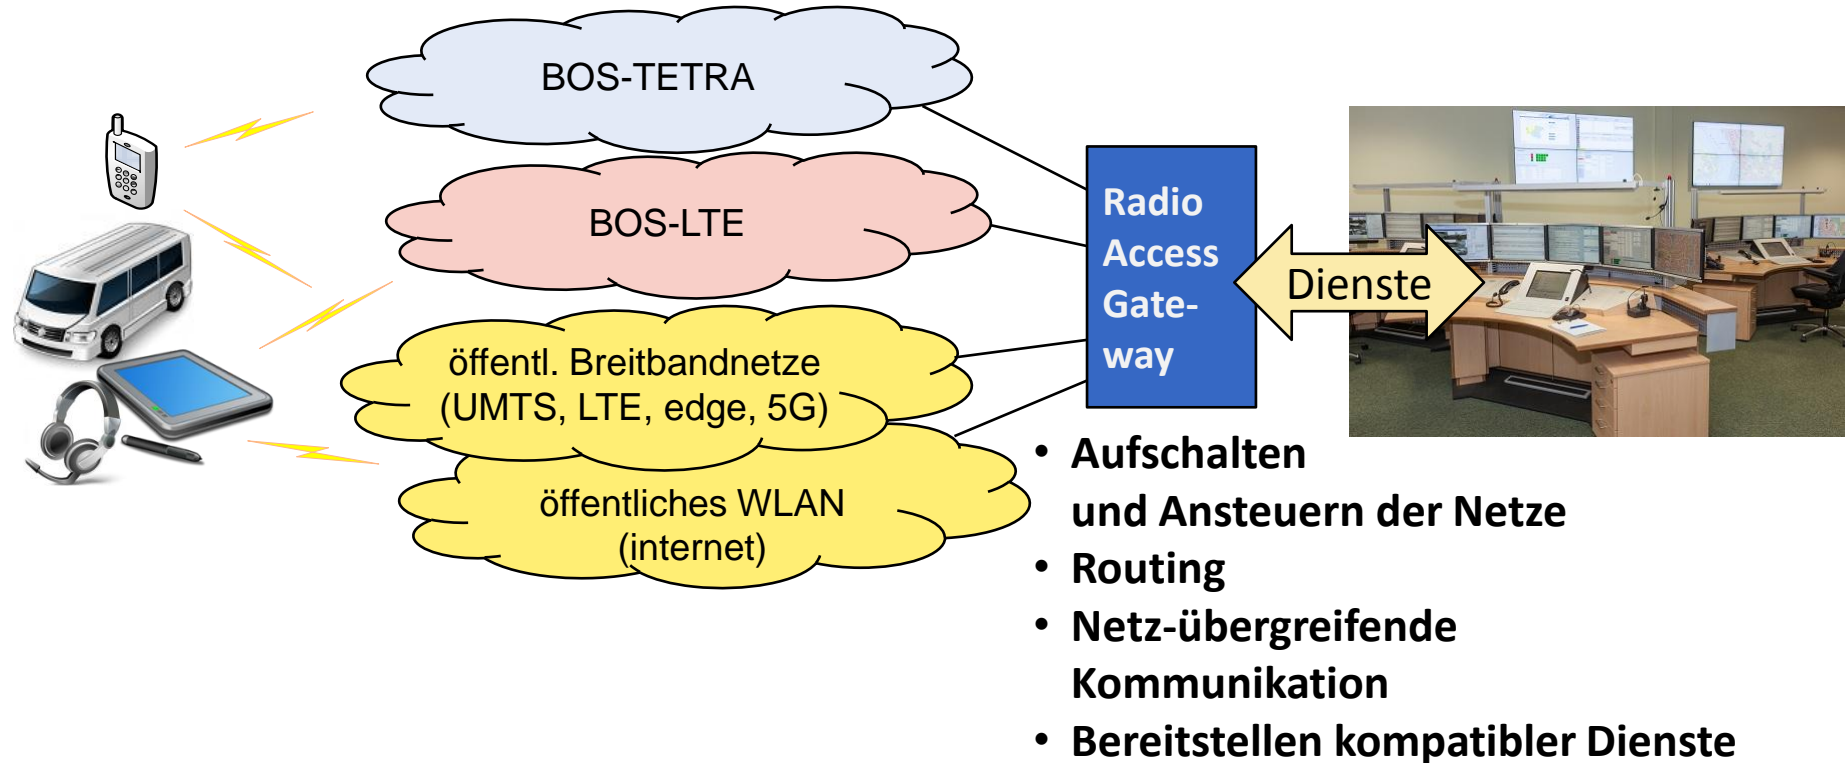 BOS-TETRA
BOS-LTE
öffentl. Breitbandnetze
(UMTS, LTE, edge, 5G)
öffentliches WLAN
(internet)
Radio
Access
Gate-
way
Dienste
• Aufschalten
und Ansteuern der Netze
• Routing
• Netz-übergreifende
Kommunikation
• Bereitstellen kompatibler Dienste